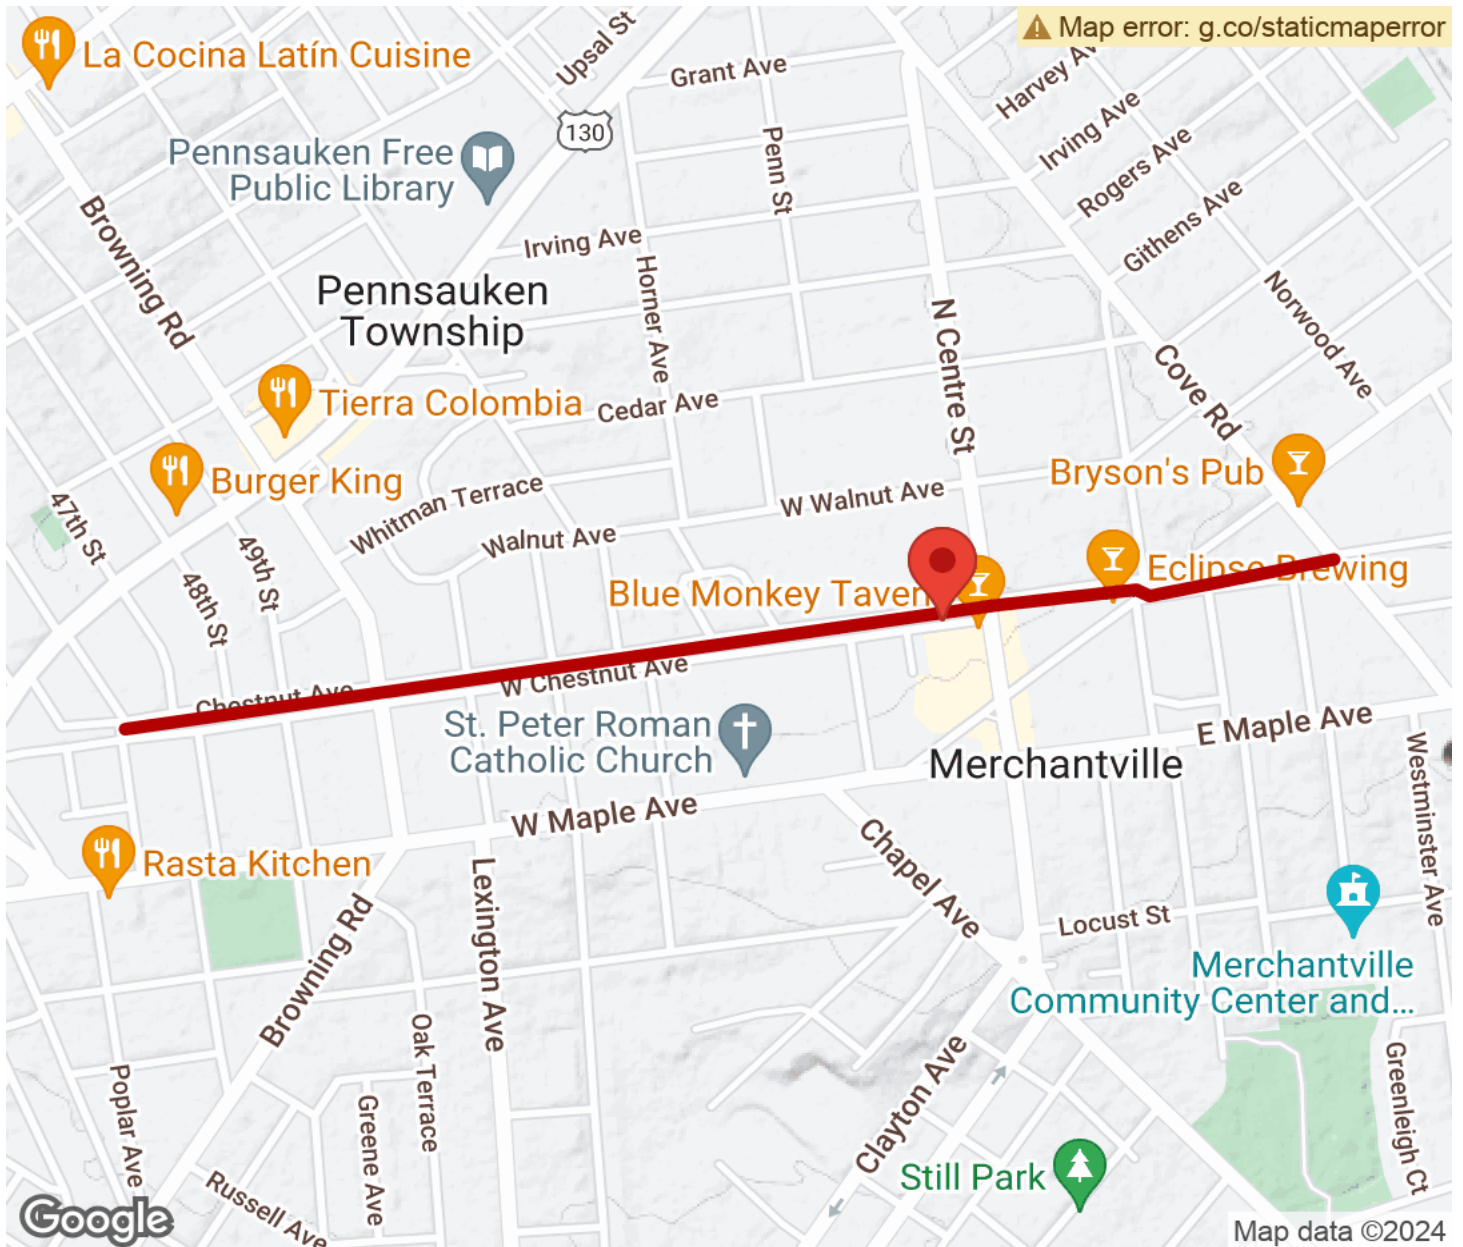 Map error: g.co/staticmaperror
La Cocina Latín Cuisine
Upsal St
Grant Ave
Harvey Av
130
Irving Ave
Pennsauken Free
Public Library
Penn St
Rogers Ave
Githens Ave
Browning Rd
Irving Ave
Horner Ave
Norwood Ave
Pennsauken
Township
N Centre St
Cove Rd
Tierra Colombia
Cedar Ave
Bryson's Pub
Burger King
Whitman Terrace
W Walnut Ave
47th St
49th St
Walnut Ave
48th St
Blue Monkey Tavern
Eclipse Brewing
Chestnut Ave
W Chestnut Ave
St. Peter Roman
Catholic Church
E Maple Ave
Merchantville
Westminster Ave
W Maple Ave
Rasta Kitchen
Chapel Ave
Lexington Ave
Locust St
Browning Rd
Merchantville
Community Center and...
Oak Terrace
Clayton Ave
Greenleigh Ct
Poplar Ave
Greene Ave
Still Park
Russell Ave
Google
Map data ©2024